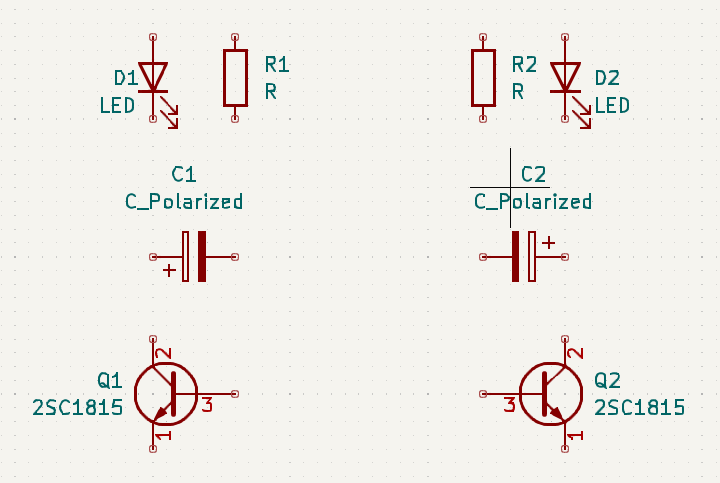 D1
LED
R1
R
R2
R
D2
LED
C1
C_Polarized
+
C2
C_Polarized
+
Q1
2SC1815
2
3
1
Q2
2SC1815
2
3
1